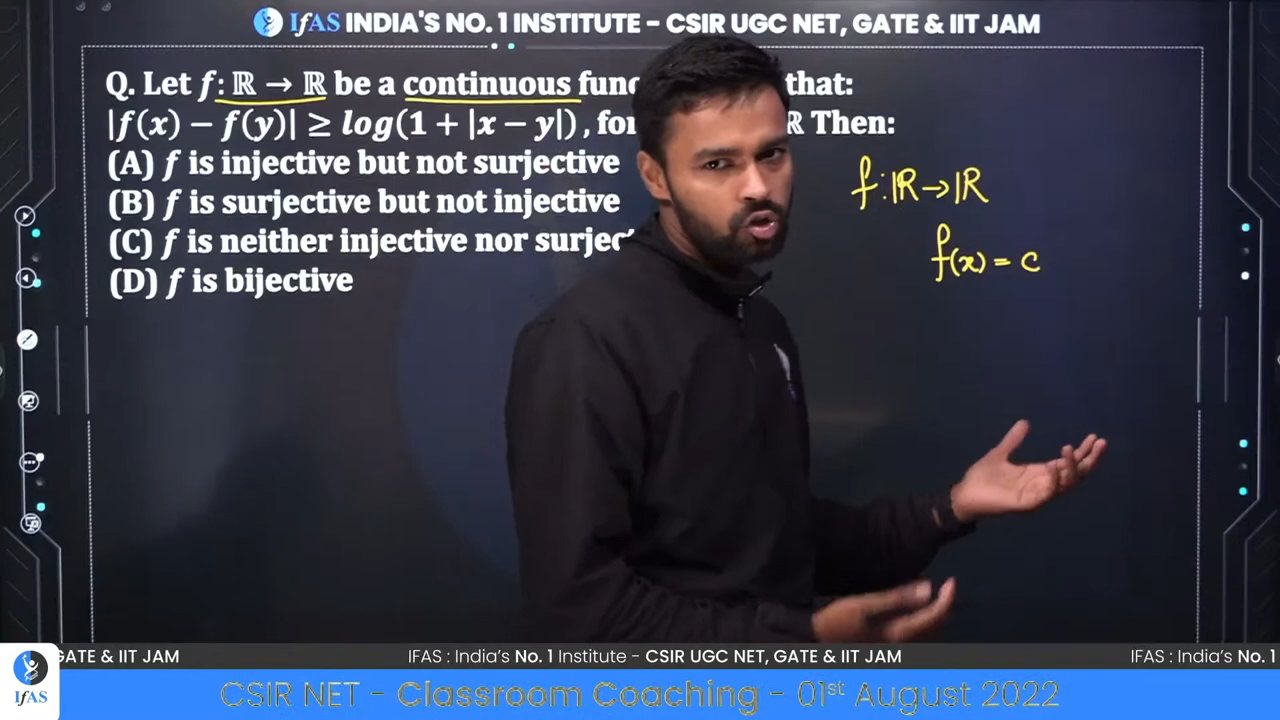 IfAS INDIA'S NO. 1 INSTITUTE - CSIR UGC NET, GATE & IIT JAM
Q. Let f: ℝ → ℝ be a continuous func that:
|f(x) − f(y)| ≥ log(1 + |x − y|), for ℝ Then:
(A) f is injective but not surjective
(B) f is surjective but not injective
(C) f is neither injective nor surjec
(D) f is bijective
f: ℝ → ℝ
f(x) = c
GATE & IIT JAM IFAS : India's No. 1 Institute - CSIR UGC NET, GATE & IIT JAM IFAS : India's No. 1
IfAS
CSIR NET - Classroom Coaching - 01st August 2022